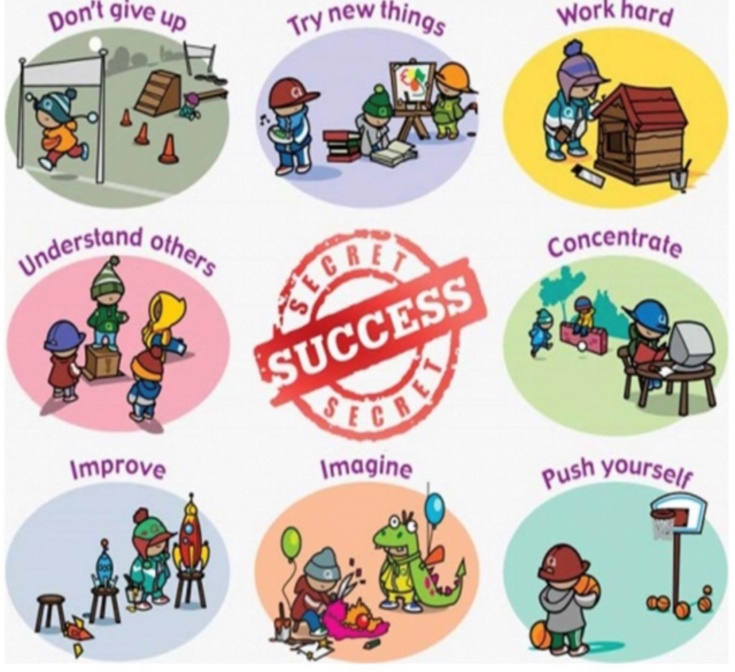 Don't give up
Try new things
Work hard
Understand others
SECRET
SUCCESS
SECRET
Concentrate
Improve
Imagine
Push yourself